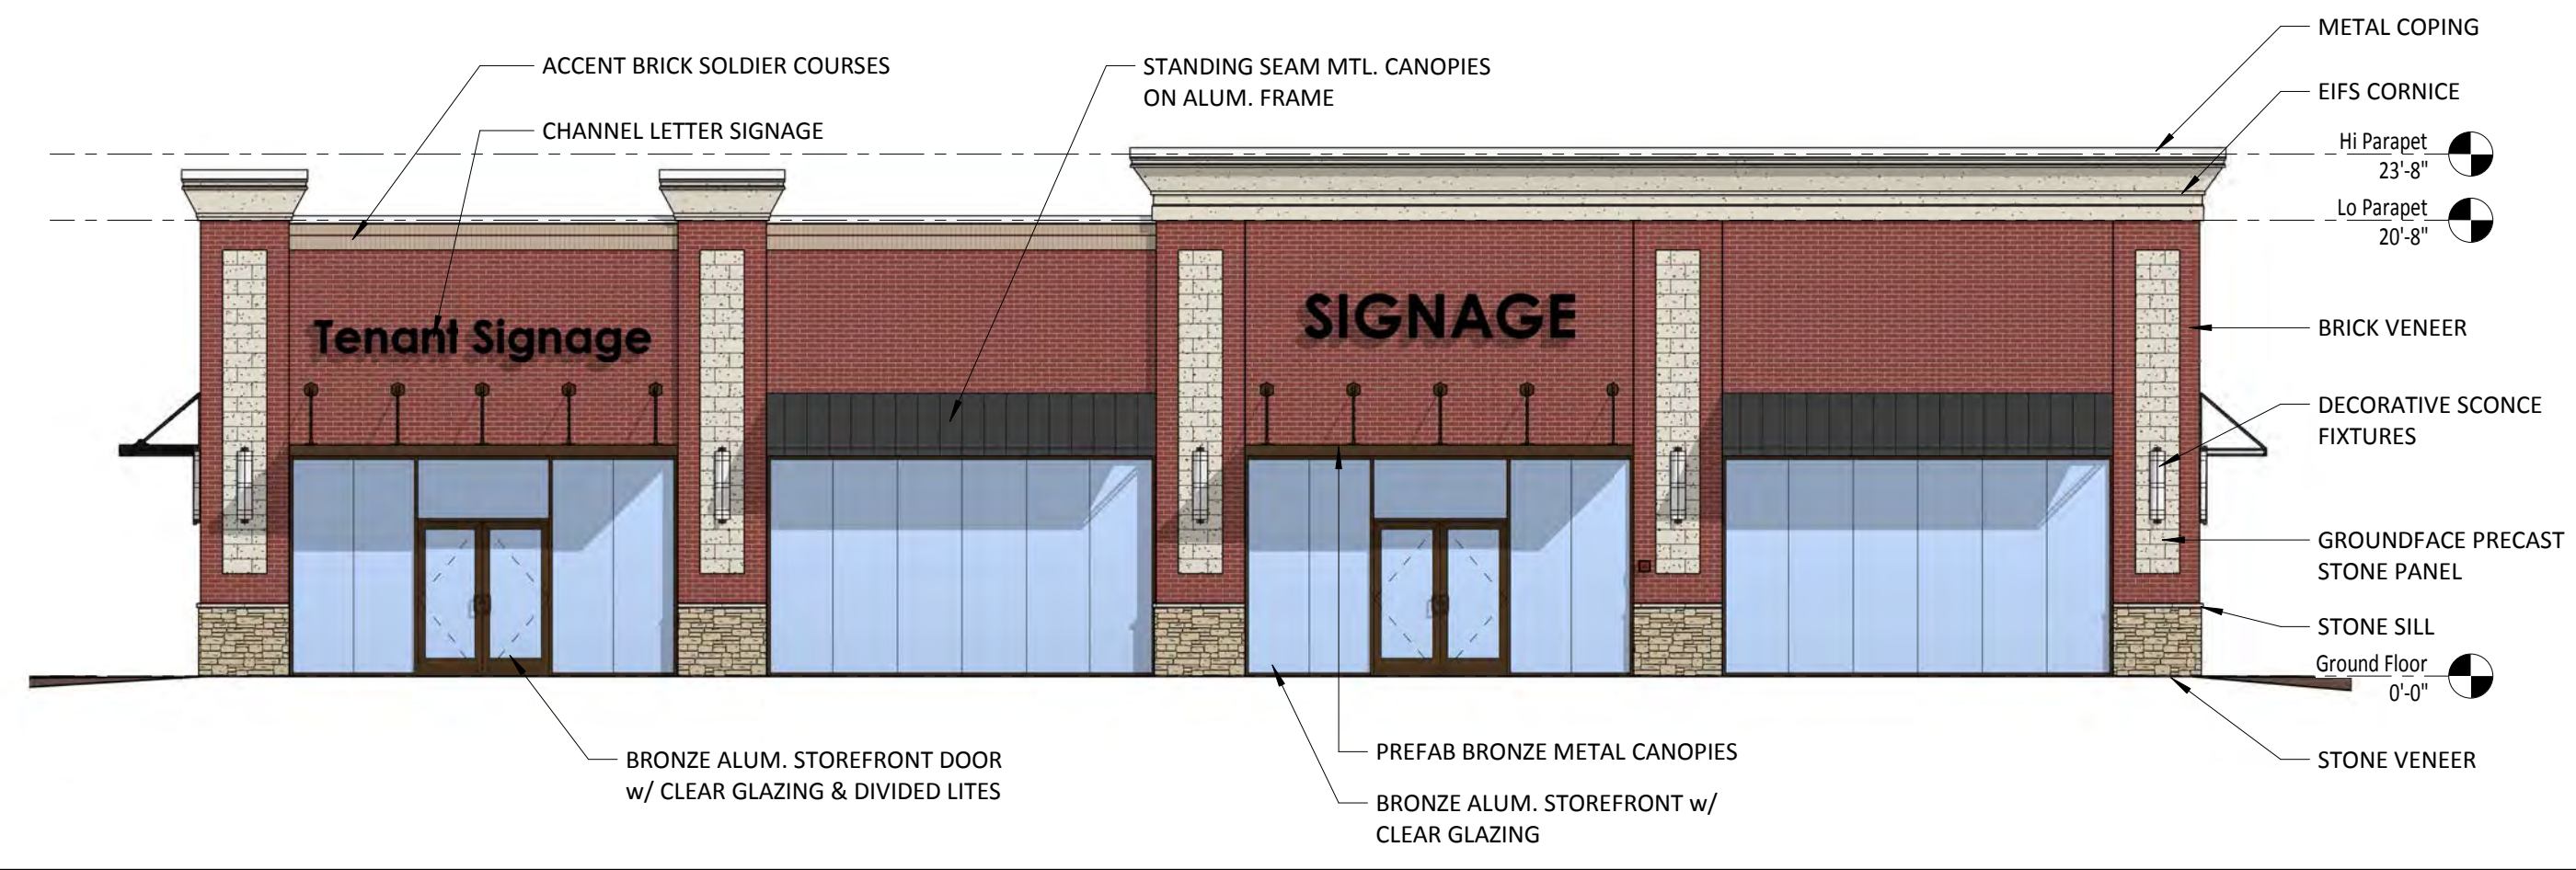 METAL COPING
ACCENT BRICK SOLDIER COURSES
STANDING SEAM MTL. CANOPIES
ON ALUM. FRAME
EIFS CORNICE
CHANNEL LETTER SIGNAGE
Hi Parapet
23'-8"
Lo Parapet
20'-8"
Tenant Signage
SIGNAGE
BRICK VENEER
DECORATIVE SCONCE
FIXTURES
GROUNDFACE PRECAST
STONE PANEL
STONE SILL
Ground Floor
0'-0"
BRONZE ALUM. STOREFRONT DOOR
w/ CLEAR GLAZING & DIVIDED LITES
PREFAB BRONZE METAL CANOPIES
STONE VENEER
BRONZE ALUM. STOREFRONT w/
CLEAR GLAZING